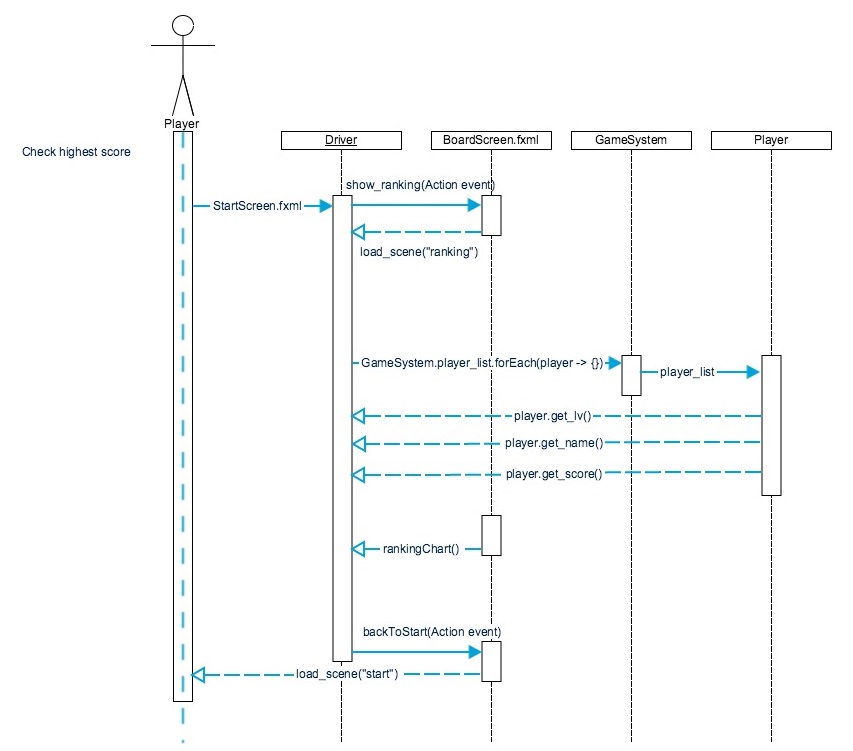 Player
Check highest score
Driver
BoardScreen.fxml
GameSystem
Player
show_ranking(Action event)
StartScreen.fxml
load_scene("ranking")
GameSystem.player_list.forEach(player -> {})
player_list
player.get_lv()
player.get_name()
player.get_score()
rankingChart()
backToStart(Action event)
load_scene("start")